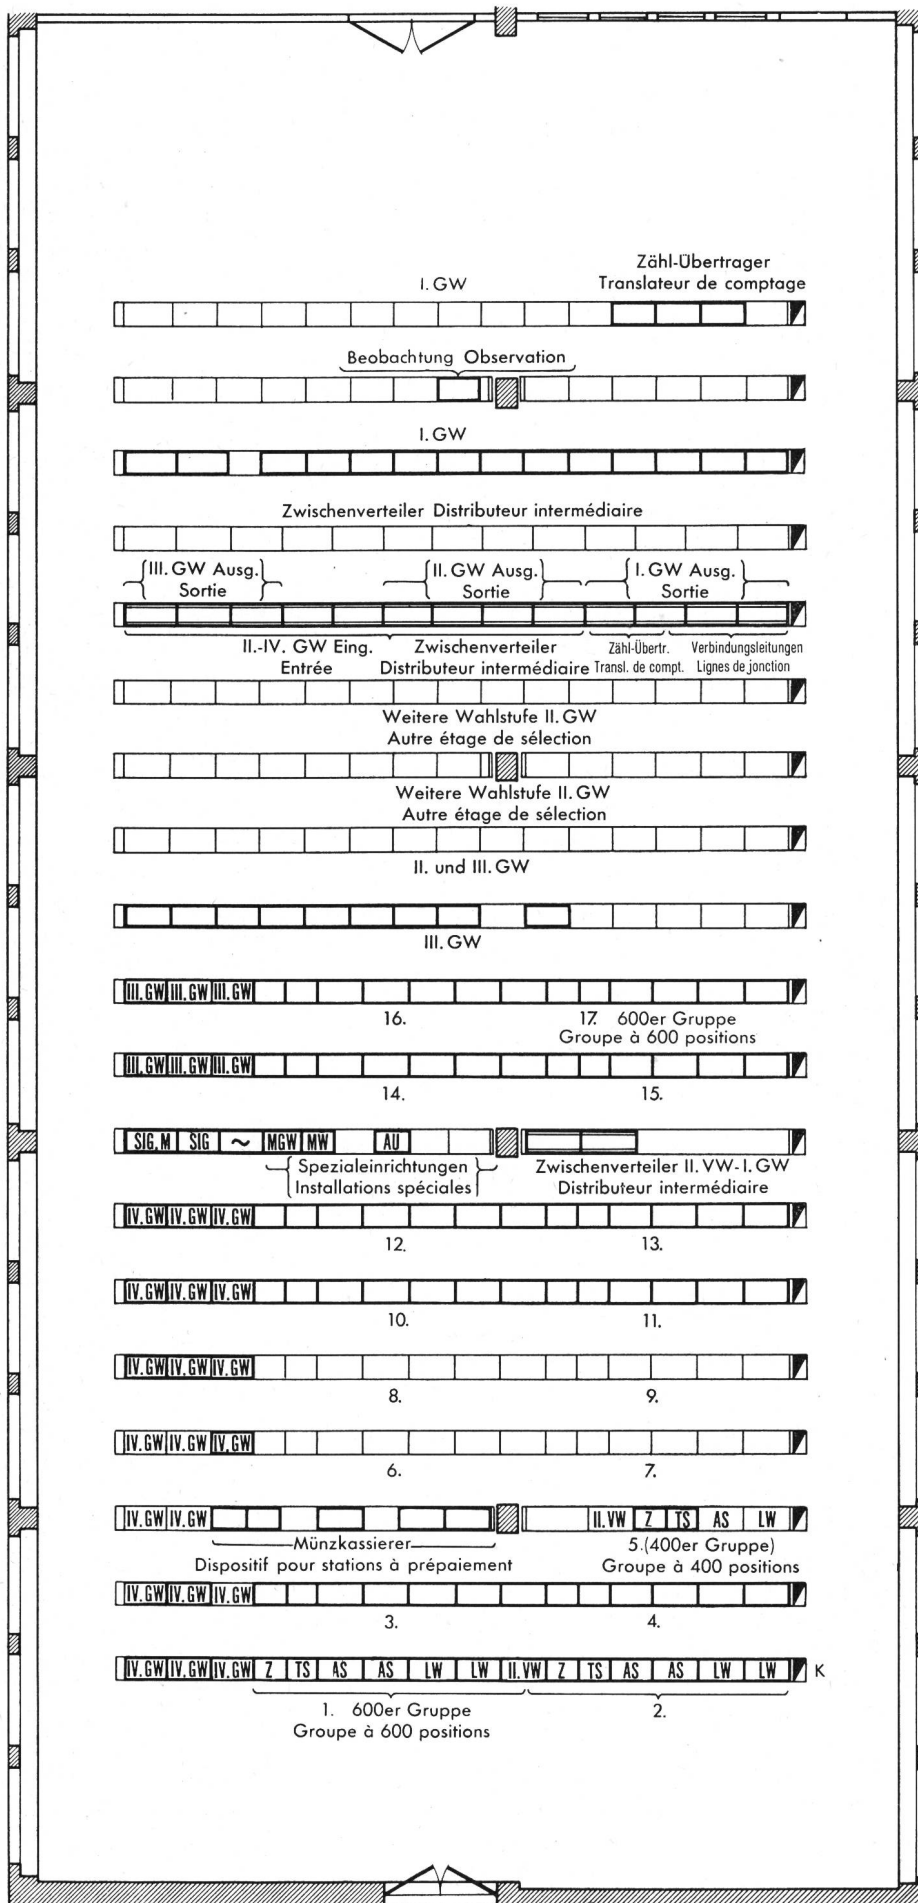 I. GW
Zähl-Übertrager
Translateur de comptage
Beobachtung Observation
I. GW
Zwischenverteiler Distributeur intermédiaire
III. GW Ausg. II. GW Ausg. I. GW Ausg.
Sortie Sortie Sortie
II.-IV. GW Eing. Zwischenverteiler Zähl-Übertr. Verbindungsleitungen
Entrée Distributeur intermédiaire Transl. de compt. Lignes de jonction
Weitere Wahlstufe II. GW
Autre étage de sélection
Weitere Wahlstufe II. GW
Autre étage de sélection
II. und III. GW
III. GW
III. GW III. GW III. GW
16. 17. 600er Gruppe
Groupe à 600 positions
III. GW III. GW III. GW
14. 15.
SIG. M SIG ~ MGW MW AU
Spezialeinrichtungen Zwischenverteiler II. VW-I. GW
Installations spéciales Distributeur intermédiaire
IV. GW IV. GW IV. GW
12. 13.
IV. GW IV. GW IV. GW
10. 11.
IV. GW IV. GW IV. GW
8. 9.
IV. GW IV. GW IV. GW
6. 7.
IV. GW IV. GW II. VW Z TS AS LW
Münzkassierer 5.(400er Gruppe)
Dispositif pour stations à prépaiement Groupe à 400 positions
IV. GW IV. GW IV. GW
3. 4.
IV. GW IV. GW IV. GW Z TS AS AS LW LW II. VW Z TS AS AS LW LW K
1. 600er Gruppe 2.
Groupe à 600 positions